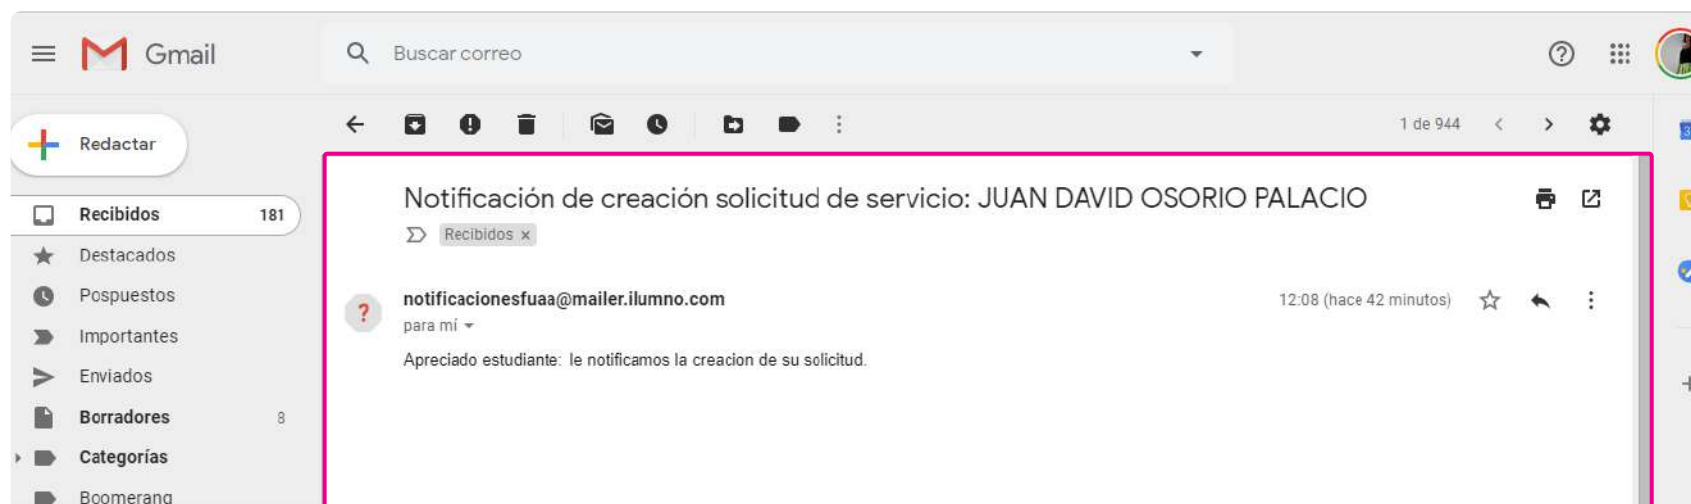 Gmail
Buscar correo
Redactar
1 de 944
Recibidos 181
Destacados
Pospuestos
Importantes
Enviados
Borradores 8
Categorías
Boomerang
Notificación de creación solicitud de servicio: JUAN DAVID OSORIO PALACIO
Recibidos x
notificacionesfuaa@mailer.ilumno.com 12:08 (hace 42 minutos)
para mí
Apreciado estudiante: le notificamos la creacion de su solicitud.